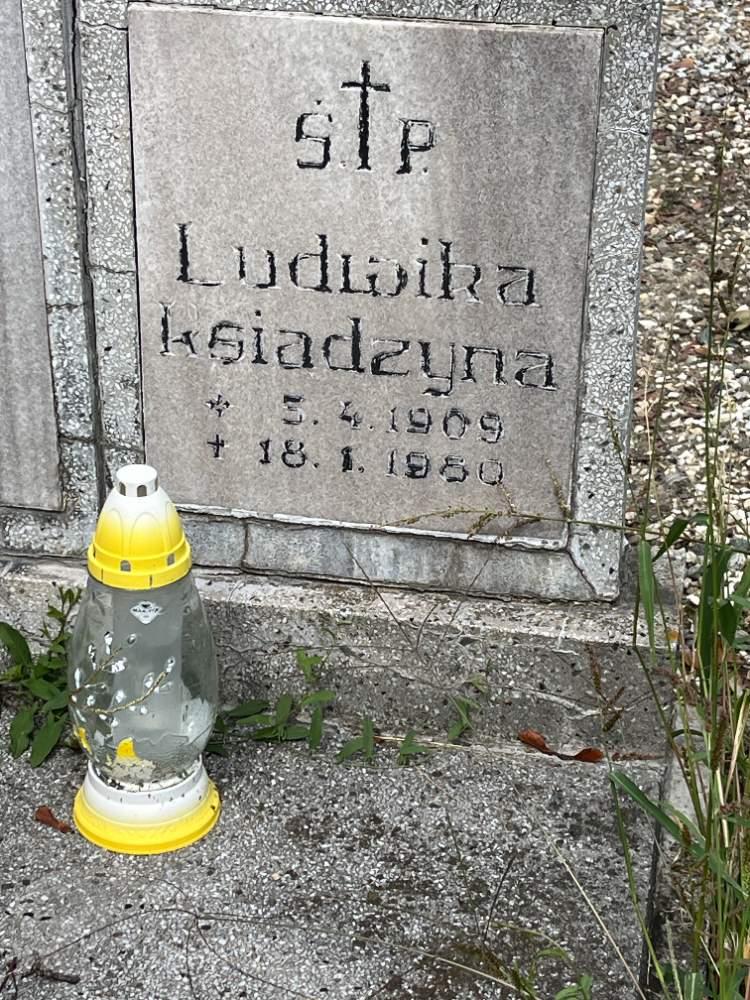 Ś. † P.
Ludwika
Ksiadzyna
* 5. 4. 1909
+ 18. 1. 1980